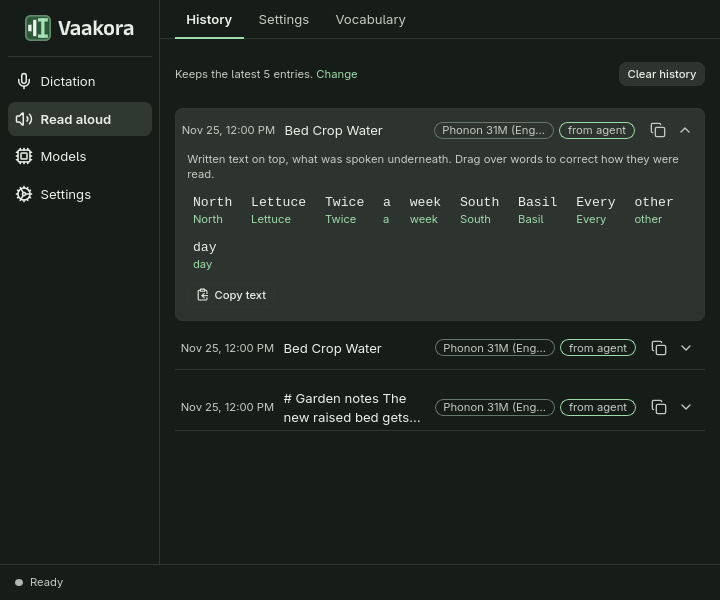 Vaakora
History Settings Vocabulary
Dictation
Read aloud
Models
Settings
Keeps the latest 5 entries. Change
Clear history
Nov 25, 12:00 PM Bed Crop Water Phonon 31M (Eng... from agent
Written text on top, what was spoken underneath. Drag over words to correct how they were
read.
North Lettuce Twice a week South Basil Every other
North Lettuce Twice a week South Basil Every other
day
day
Copy text
Nov 25, 12:00 PM Bed Crop Water Phonon 31M (Eng... from agent
Nov 25, 12:00 PM # Garden notes The
new raised bed gets... Phonon 31M (Eng... from agent
Ready